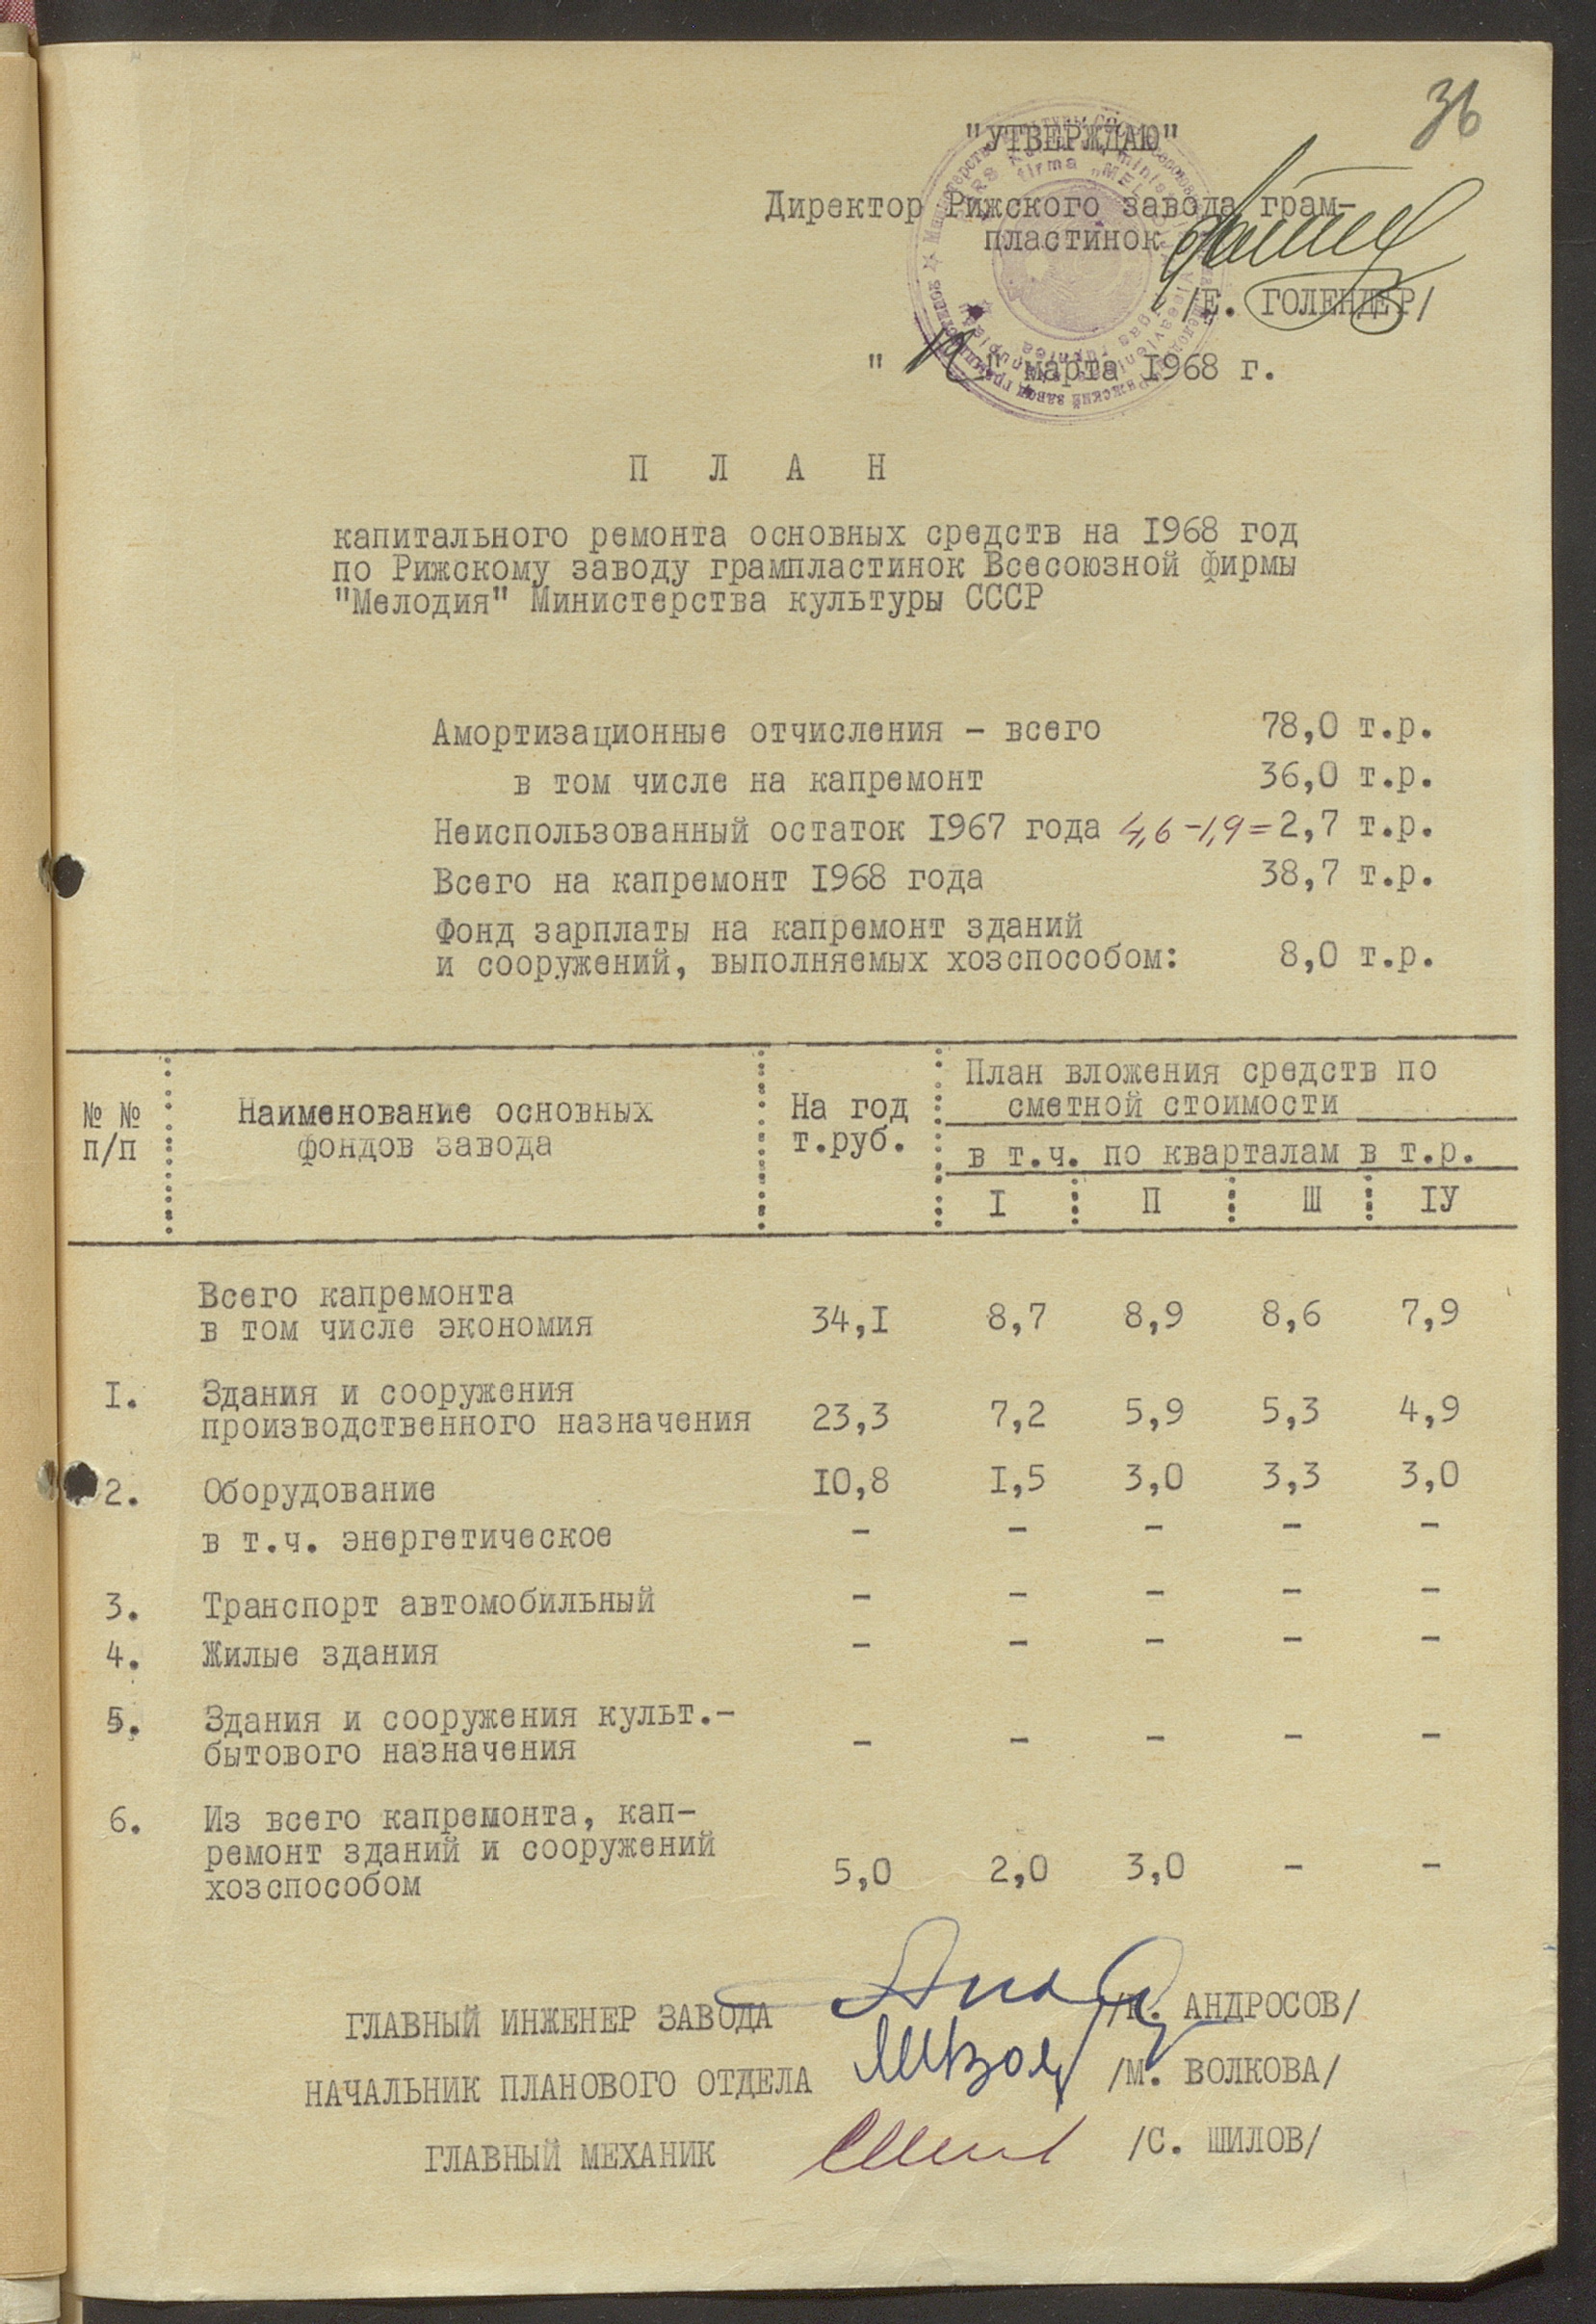 36
"УТВЕРЖДАЮ"
Директор Рижского завода грам-
пластинок
/Е. ГОЛЕНДЕР/
" " марта 1968 г.
П Л А Н
капитального ремонта основных средств на 1968 год
по Рижскому заводу грампластинок Всесоюзной фирмы
"Мелодия" Министерства культуры СССР
Амортизационные отчисления - всего 78,0 т.р.
в том числе на капремонт 36,0 т.р.
Неиспользованный остаток 1967 года 4,6-1,9= 2,7 т.р.
Всего на капремонт 1968 года 38,7 т.р.
Фонд зарплаты на капремонт зданий
и сооружений, выполняемых хозспособом: 8,0 т.р.
План вложения средств по
№ № Наименование основных На год сметной стоимости
п/п фондов завода т.руб. в т.ч. по кварталам в т.р.
I П Ш IУ
Всего капремонта
в том числе экономия 34,I 8,7 8,9 8,6 7,9
I. Здания и сооружения
производственного назначения 23,3 7,2 5,9 5,3 4,9
2. Оборудование I0,8 I,5 3,0 3,3 3,0
в т.ч. энергетическое - - - - -
3. Транспорт автомобильный - - - - -
4. Жилые здания - - - - -
5. Здания и сооружения культ.-
бытового назначения - - - - -
6. Из всего капремонта, кап-
ремонт зданий и сооружений
хозспособом 5,0 2,0 3,0 - -
ГЛАВНЫЙ ИНЖЕНЕР ЗАВОДА АНДРОСОВ/
НАЧАЛЬНИК ПЛАНОВОГО ОТДЕЛА /М. ВОЛКОВА/
ГЛАВНЫЙ МЕХАНИК /С. ШИЛОВ/